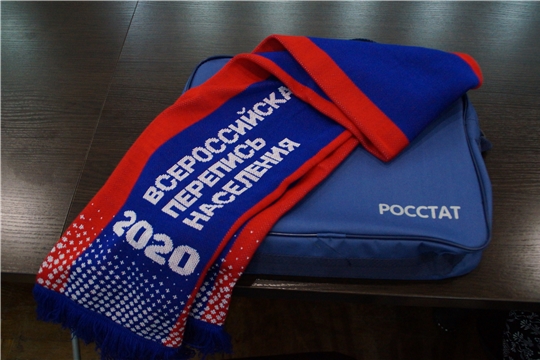 ВСЕРОССИЙСКА
ПЕРЕПИСЬ
НАСЕЛЕНИЯ
2020
РОССТАТ